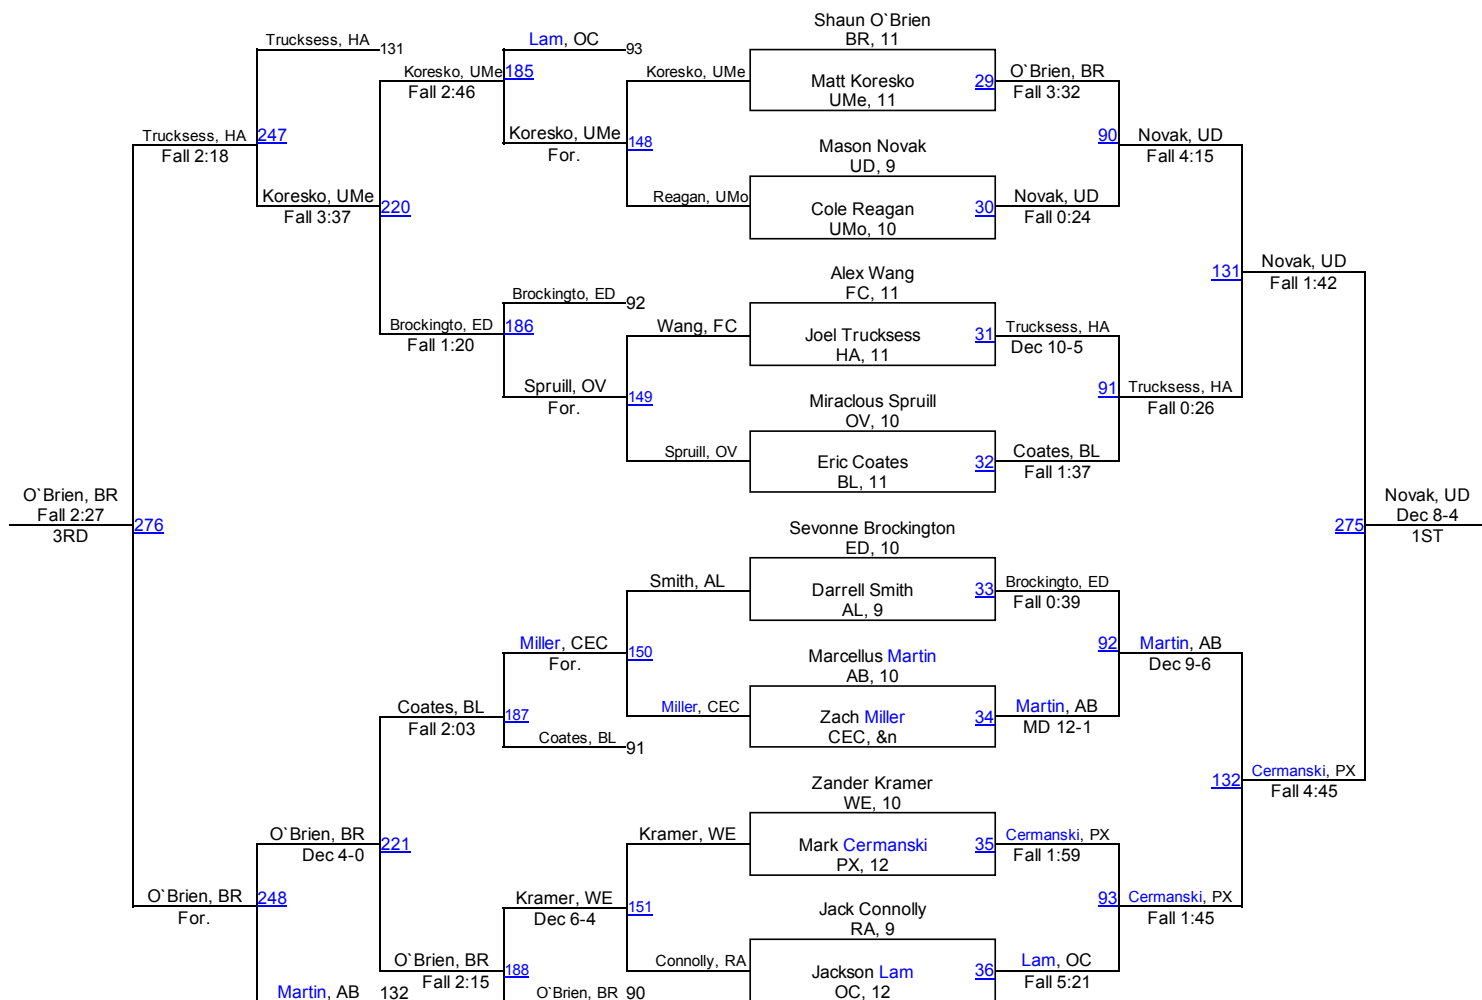 Shaun O`Brien
Trucksess, HA 131 Lam, OC 93 BR, 11
Koresko, UMe 185 Koresko, UMe Matt Koresko 29 O`Brien, BR
Fall 2:46 UMe, 11 Fall 3:32
Trucksess, HA 247 Koresko, UMe 148 Mason Novak 90 Novak, UD
Fall 2:18 For. UD, 9 Fall 4:15
Koresko, UMe 220 Reagan, UMo Cole Reagan 30 Novak, UD
Fall 3:37 UMo, 10 Fall 0:24
Alex Wang 131 Novak, UD
Brockingto, ED 92 FC, 11 Fall 1:42
Brockingto, ED 186 Wang, FC Joel Trucksess 31 Trucksess, HA
Fall 1:20 HA, 11 Dec 10-5
Spruill, OV 149 Miraclous Spruill 91 Trucksess, HA
For. OV, 10 Fall 0:26
Spruill, OV Eric Coates 32 Coates, BL
BL, 11 Fall 1:37
O`Brien, BR Novak, UD
Fall 2:27 Dec 8-4
276 Sevonne Brockington 275
3RD ED, 10 1ST
Smith, AL Darrell Smith 33 Brockingto, ED
AL, 9 Fall 0:39
Miller, CEC 150 Marcellus Martin 92 Martin, AB
For. AB, 10 Dec 9-6
Coates, BL 187 Miller, CEC Zach Miller 34 Martin, AB
Fall 2:03 CEC, &n MD 12-1
Coates, BL 91
Zander Kramer 132 Cermanski, PX
WE, 10 Fall 4:45
O`Brien, BR 221 Kramer, WE Mark Cermanski 35 Cermanski, PX
Dec 4-0 PX, 12 Fall 1:59
O`Brien, BR 248 Kramer, WE 151 Jack Connolly 93 Cermanski, PX
For. Dec 6-4 RA, 9 Fall 1:45
O`Brien, BR 188 Connolly, RA Jackson Lam 36 Lam, OC
Fall 2:15 Fall 5:21
Martin, AB 132 O`Brien, BR 90 OC, 12